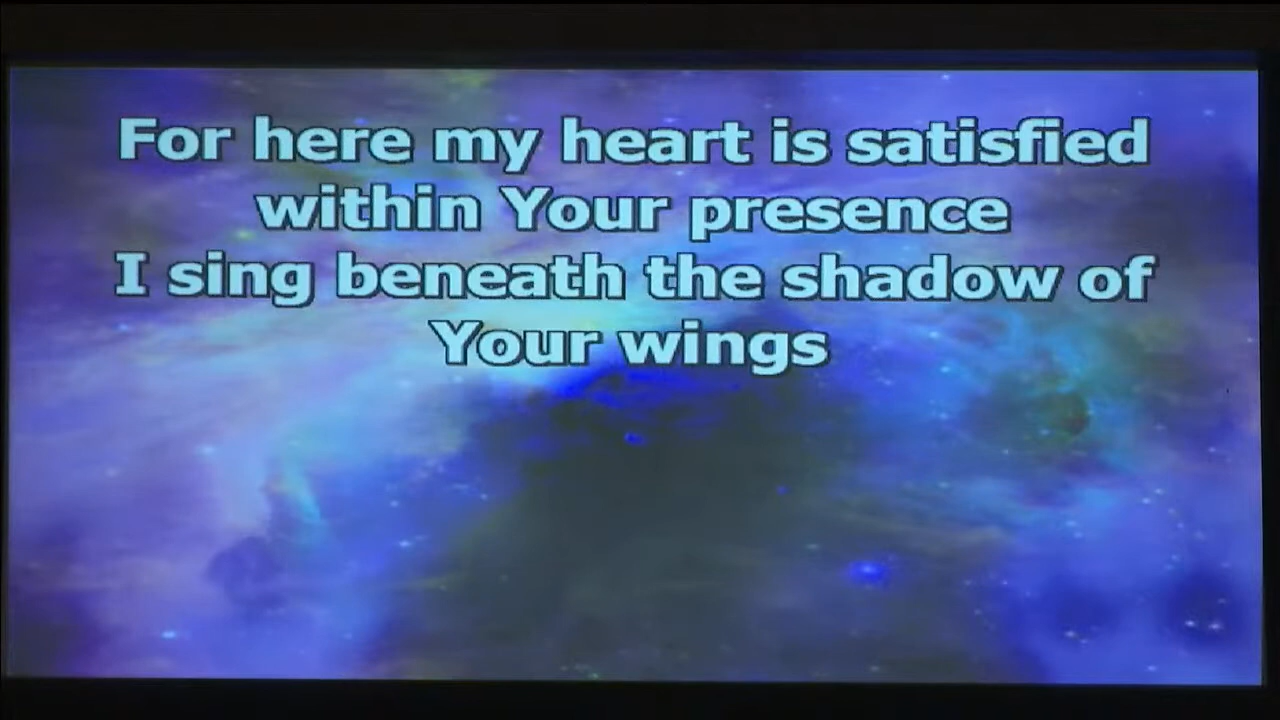 For here my heart is satisfied
within Your presence
I sing beneath the shadow of
Your wings